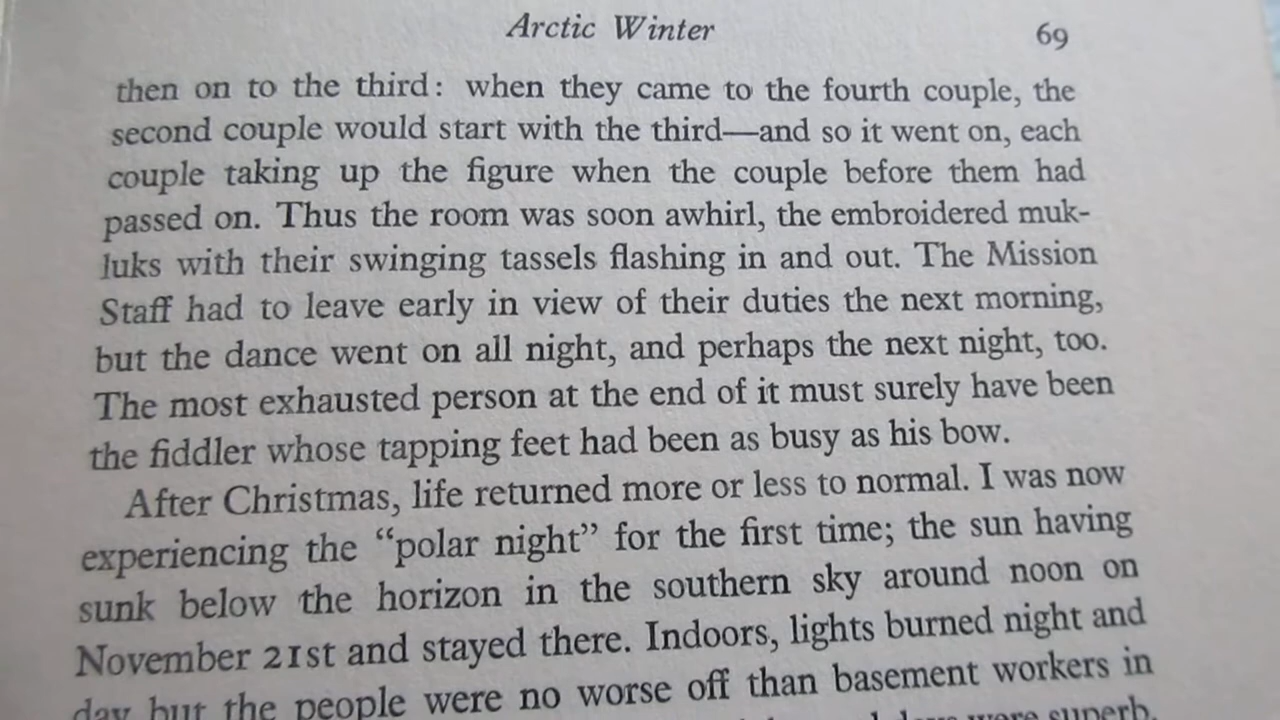 Arctic Winter 69
then on to the third: when they came to the fourth couple, the
second couple would start with the third—and so it went on, each
couple taking up the figure when the couple before them had
passed on. Thus the room was soon awhirl, the embroidered muk-
luks with their swinging tassels flashing in and out. The Mission
Staff had to leave early in view of their duties the next morning,
but the dance went on all night, and perhaps the next night, too.
The most exhausted person at the end of it must surely have been
the fiddler whose tapping feet had been as busy as his bow.
After Christmas, life returned more or less to normal. I was now
experiencing the “polar night” for the first time; the sun having
sunk below the horizon in the southern sky around noon on
November 21st and stayed there. Indoors, lights burned night and
day but the people were no worse off than basement workers in
were superb.